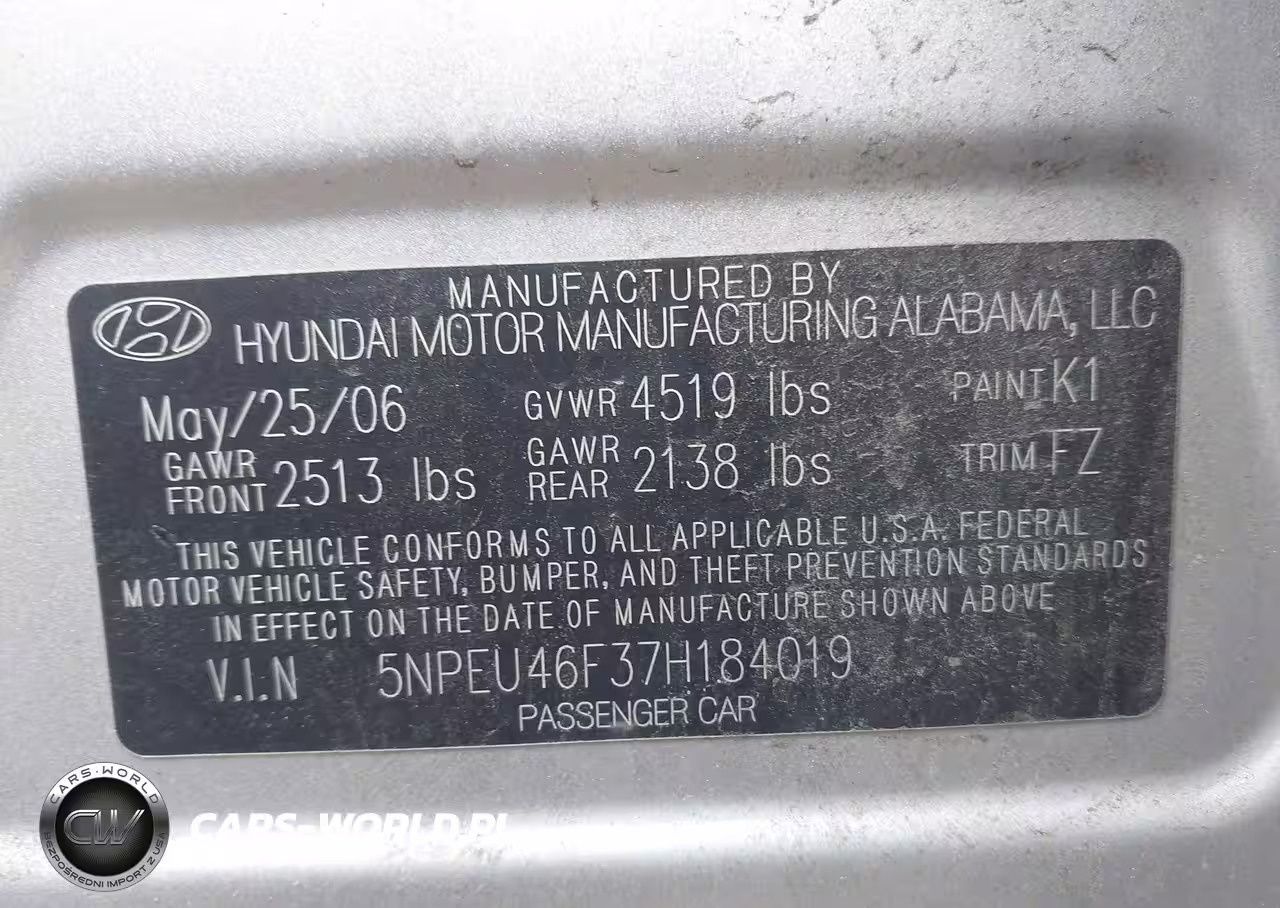 MANUFACTURED BY
HYUNDAI MOTOR MANUFACTURING ALABAMA, LLC
May/25/06 GVWR 4519 lbs PAINT K1
GAWR FRONT 2513 lbs GAWR REAR 2138 lbs TRIM FZ
THIS VEHICLE CONFORMS TO ALL APPLICABLE U.S.A. FEDERAL
MOTOR VEHICLE SAFETY, BUMPER, AND THEFT PREVENTION STANDARDS
IN EFFECT ON THE DATE OF MANUFACTURE SHOWN ABOVE
V.I.N 5NPEU46F37H184019
PASSENGER CAR
CARS-WORLD
CW
BEZPOŚREDNI IMPORT Z USA
CARS-WORLD.PL